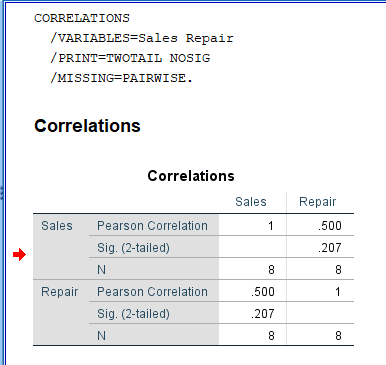 CORRELATIONS
/VARIABLES=Sales Repair
/PRINT=TWOTAIL NOSIG
/MISSING=PAIRWISE.
Correlations
Correlations
Sales Repair
Sales Pearson Correlation 1 .500
Sig. (2-tailed) .207
N 8 8
Repair Pearson Correlation .500 1
Sig. (2-tailed) .207
N 8 8